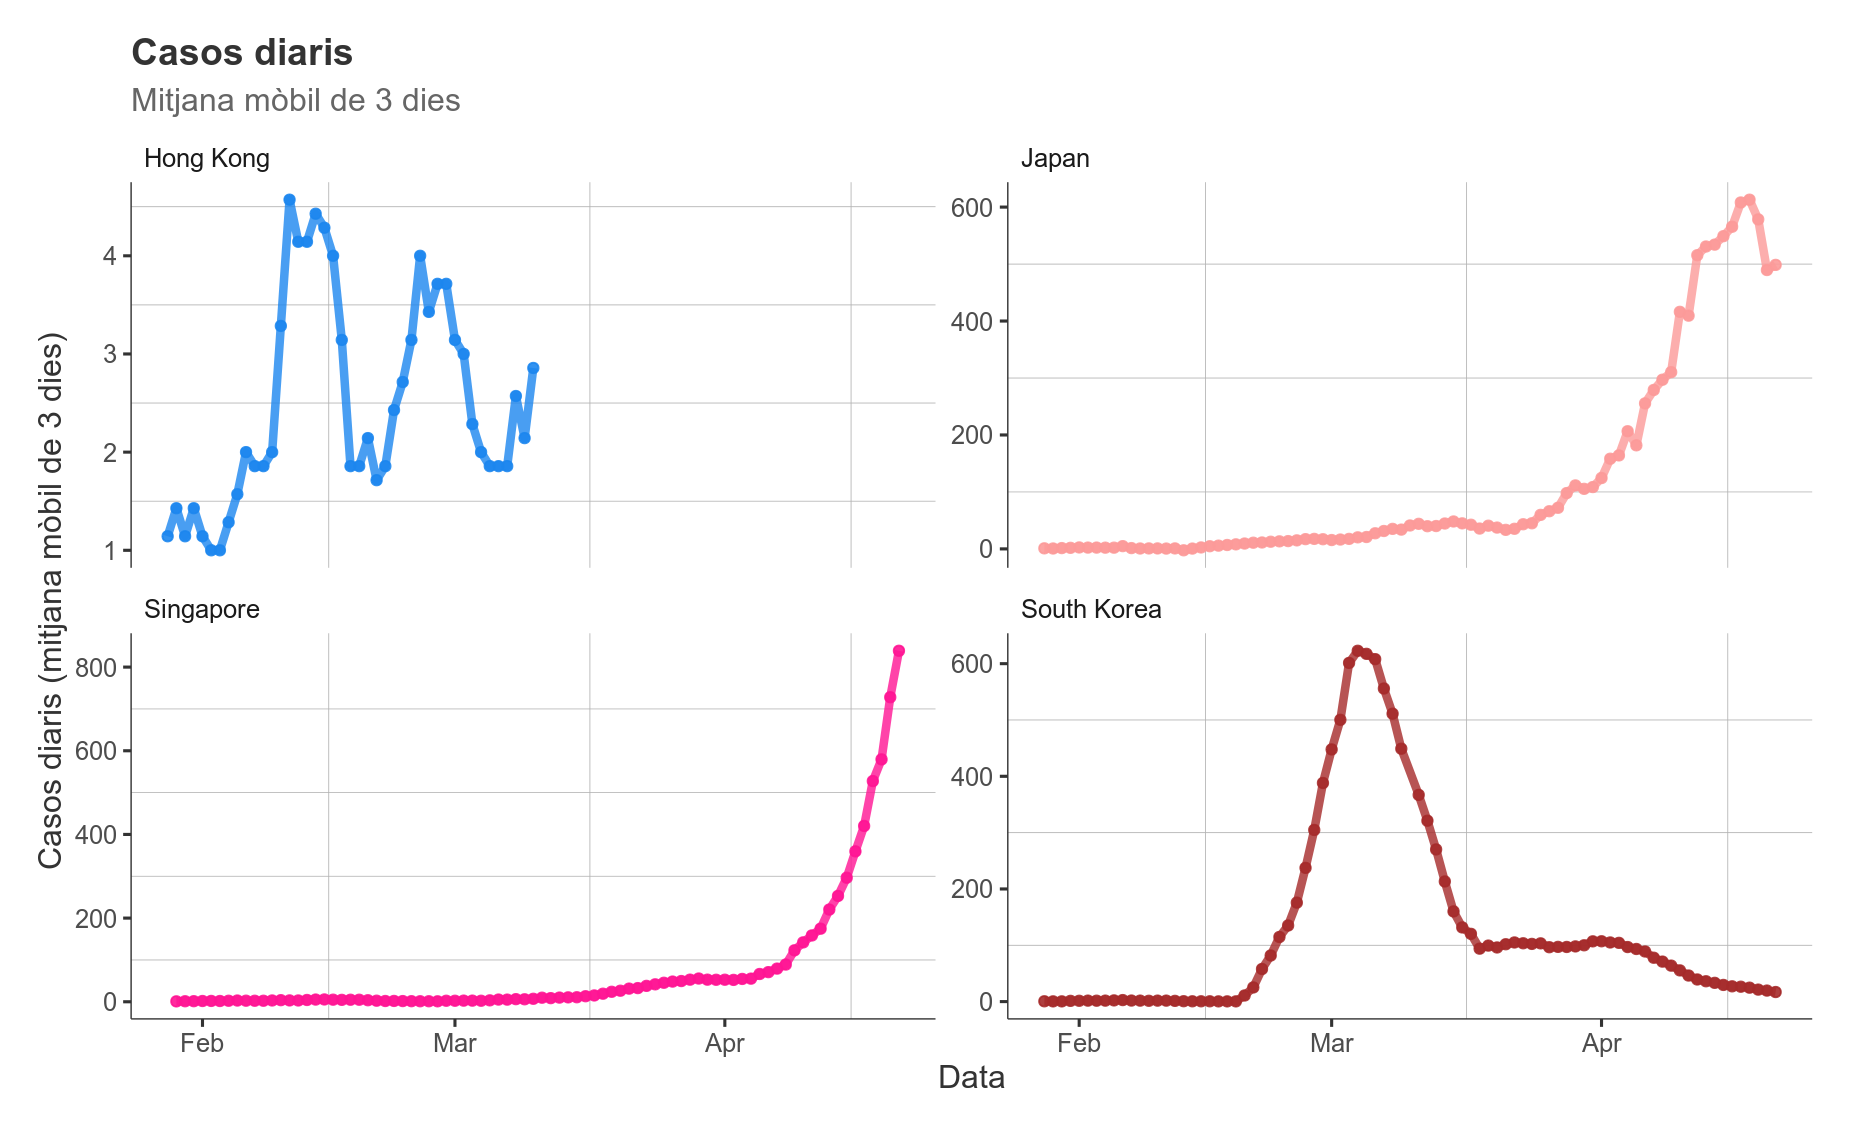 Casos diaris
Mitjana mòbil de 3 dies
Casos diaris (mitjana mòbil de 3 dies)
Hong Kong
4
3
2
1
Japan
600
400
200
0
Singapore
800
600
400
200
0
Feb Mar Apr
South Korea
600
400
200
0
Feb Mar Apr
Data